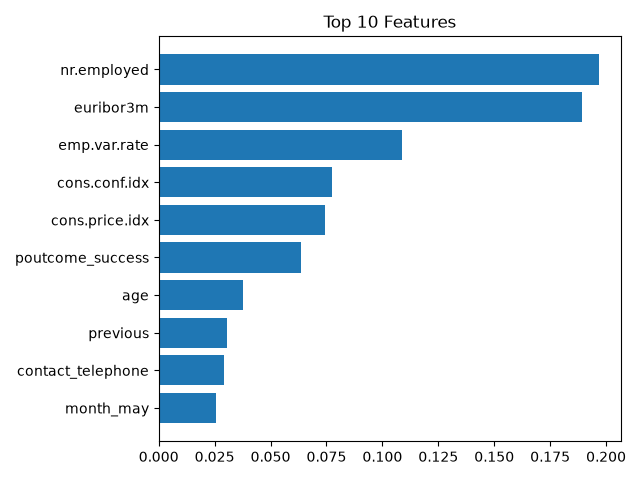 Top 10 Features
nr.employed
euribor3m
emp.var.rate
cons.conf.idx
cons.price.idx
poutcome_success
age
previous
contact_telephone
month_may
0.000 0.025 0.050 0.075 0.100 0.125 0.150 0.175 0.200